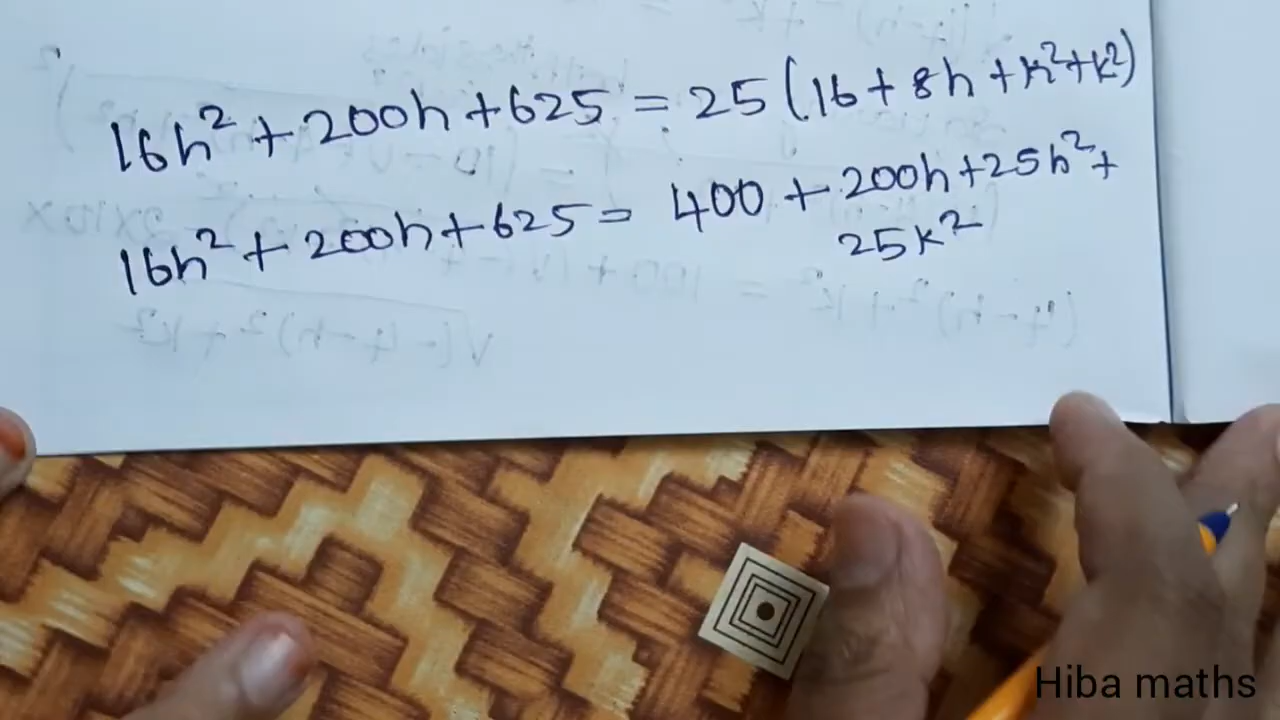 16h² + 200h + 625 = 25 (16 + 8h + h² + k²)
16h² + 200h + 625 = 400 + 200h + 25h² +
25k²
Hiba maths